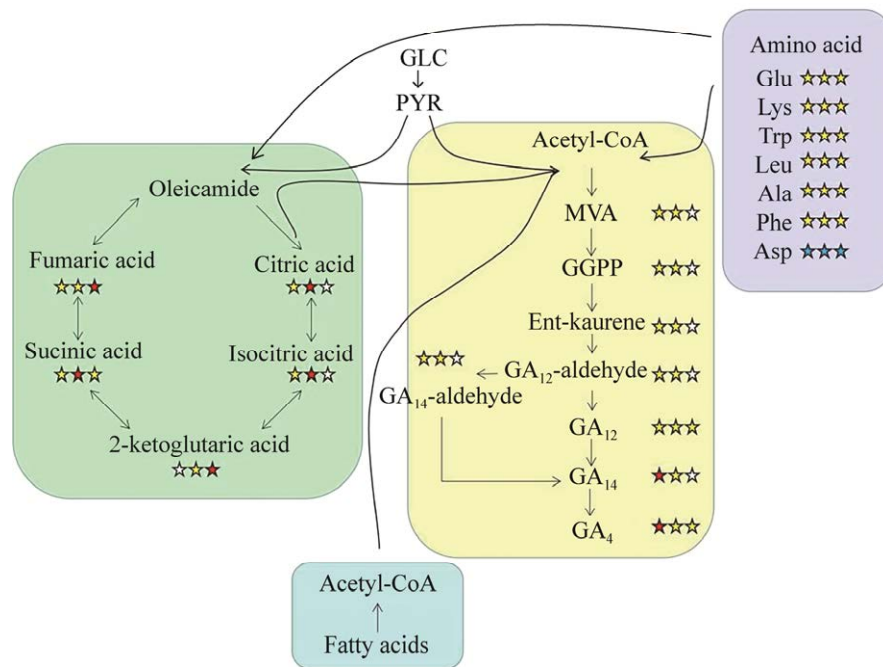 GLC
PYR
Oleicamide
Fumaric acid
Citric acid
Sucinic acid
Isocitric acid
2-ketoglutaric acid
Acetyl-CoA
MVA
GGPP
Ent-kaurene
GA₁₂-aldehyde
GA₁₄-aldehyde
GA₁₂
GA₁₄
GA₄
Amino acid
Glu
Lys
Trp
Leu
Ala
Phe
Asp
Acetyl-CoA
Fatty acids